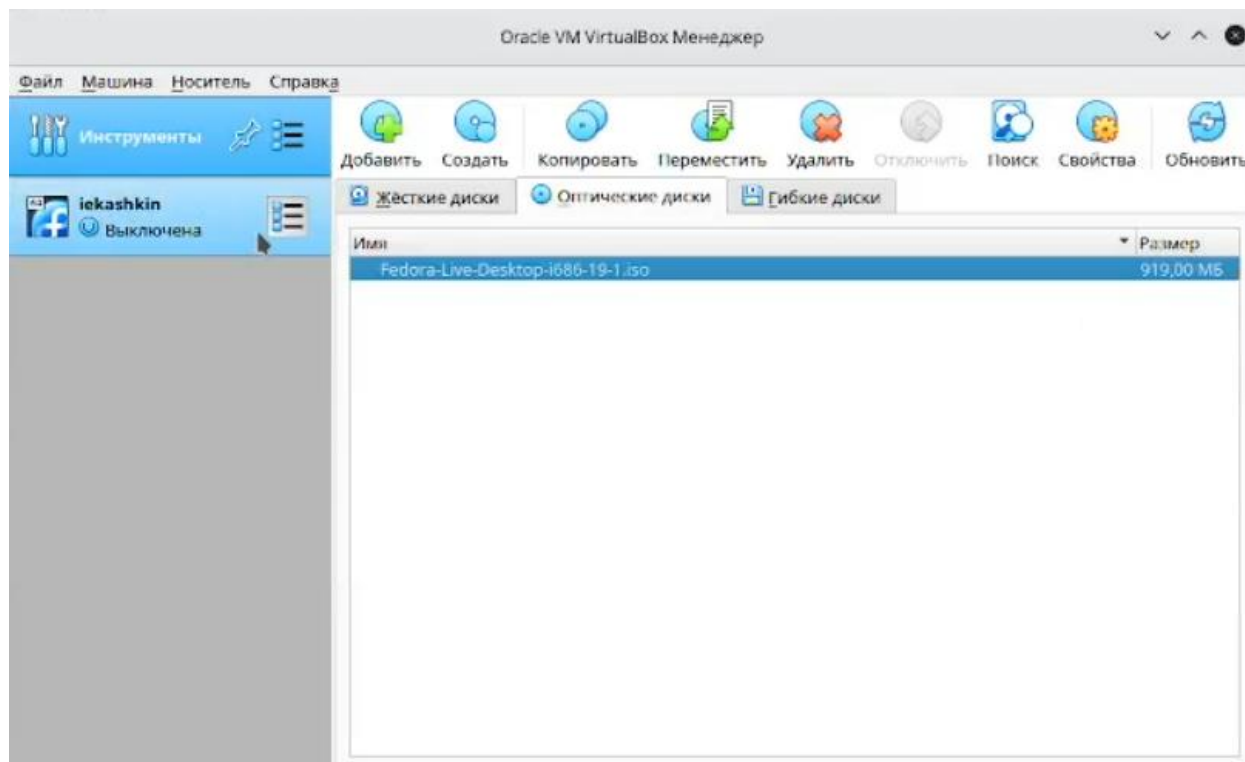 Oracle VM VirtualBox Менеджер
Файл Машина Носитель Справка
Инструменты
Добавить Создать Копировать Переместить Удалить Отключить Поиск Свойства Обновить
iekashkin
Выключена
Жёсткие диски Оптические диски Гибкие диски
Имя Размер
Fedora-Live-Desktop-i686-19-1.iso 919,00 МБ